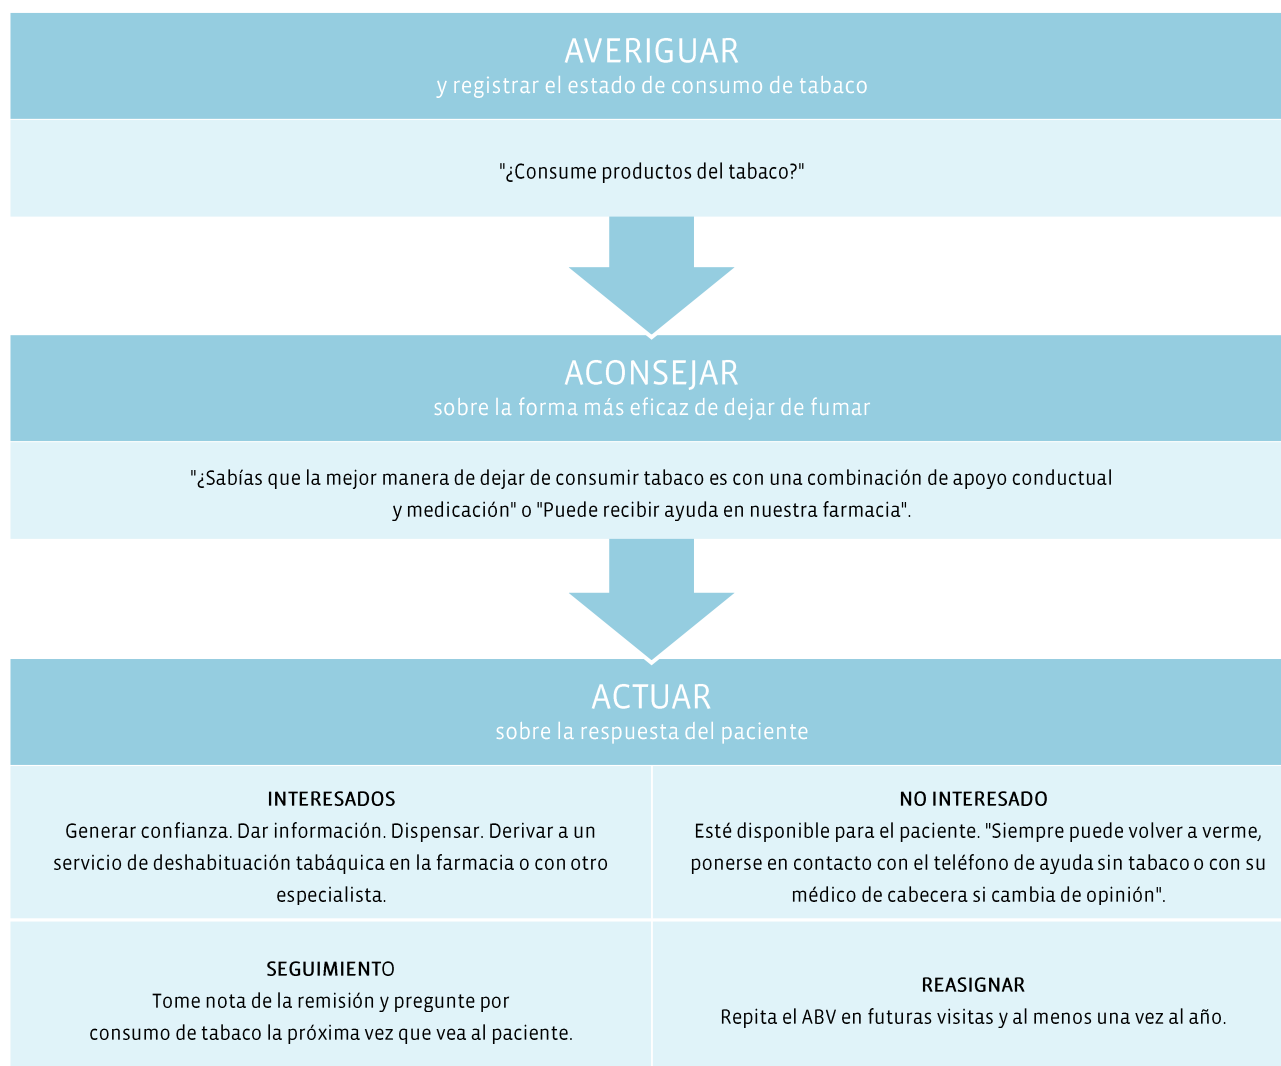 AVERIGUAR
y registrar el estado de consumo de tabaco
"¿Consume productos del tabaco?"
ACONSEJAR
sobre la forma más eficaz de dejar de fumar
"¿Sabías que la mejor manera de dejar de consumir tabaco es con una combinación de apoyo conductual
y medicación" o "Puede recibir ayuda en nuestra farmacia".
ACTUAR
sobre la respuesta del paciente
INTERESADOS
Generar confianza. Dar información. Dispensar. Derivar a un
servicio de deshabituación tabáquica en la farmacia o con otro
especialista.
NO INTERESADO
Esté disponible para el paciente. "Siempre puede volver a verme,
ponerse en contacto con el teléfono de ayuda sin tabaco o con su
médico de cabecera si cambia de opinión".
SEGUIMIENTO
Tome nota de la remisión y pregunte por
consumo de tabaco la próxima vez que vea al paciente.
REASIGNAR
Repita el ABV en futuras visitas y al menos una vez al año.